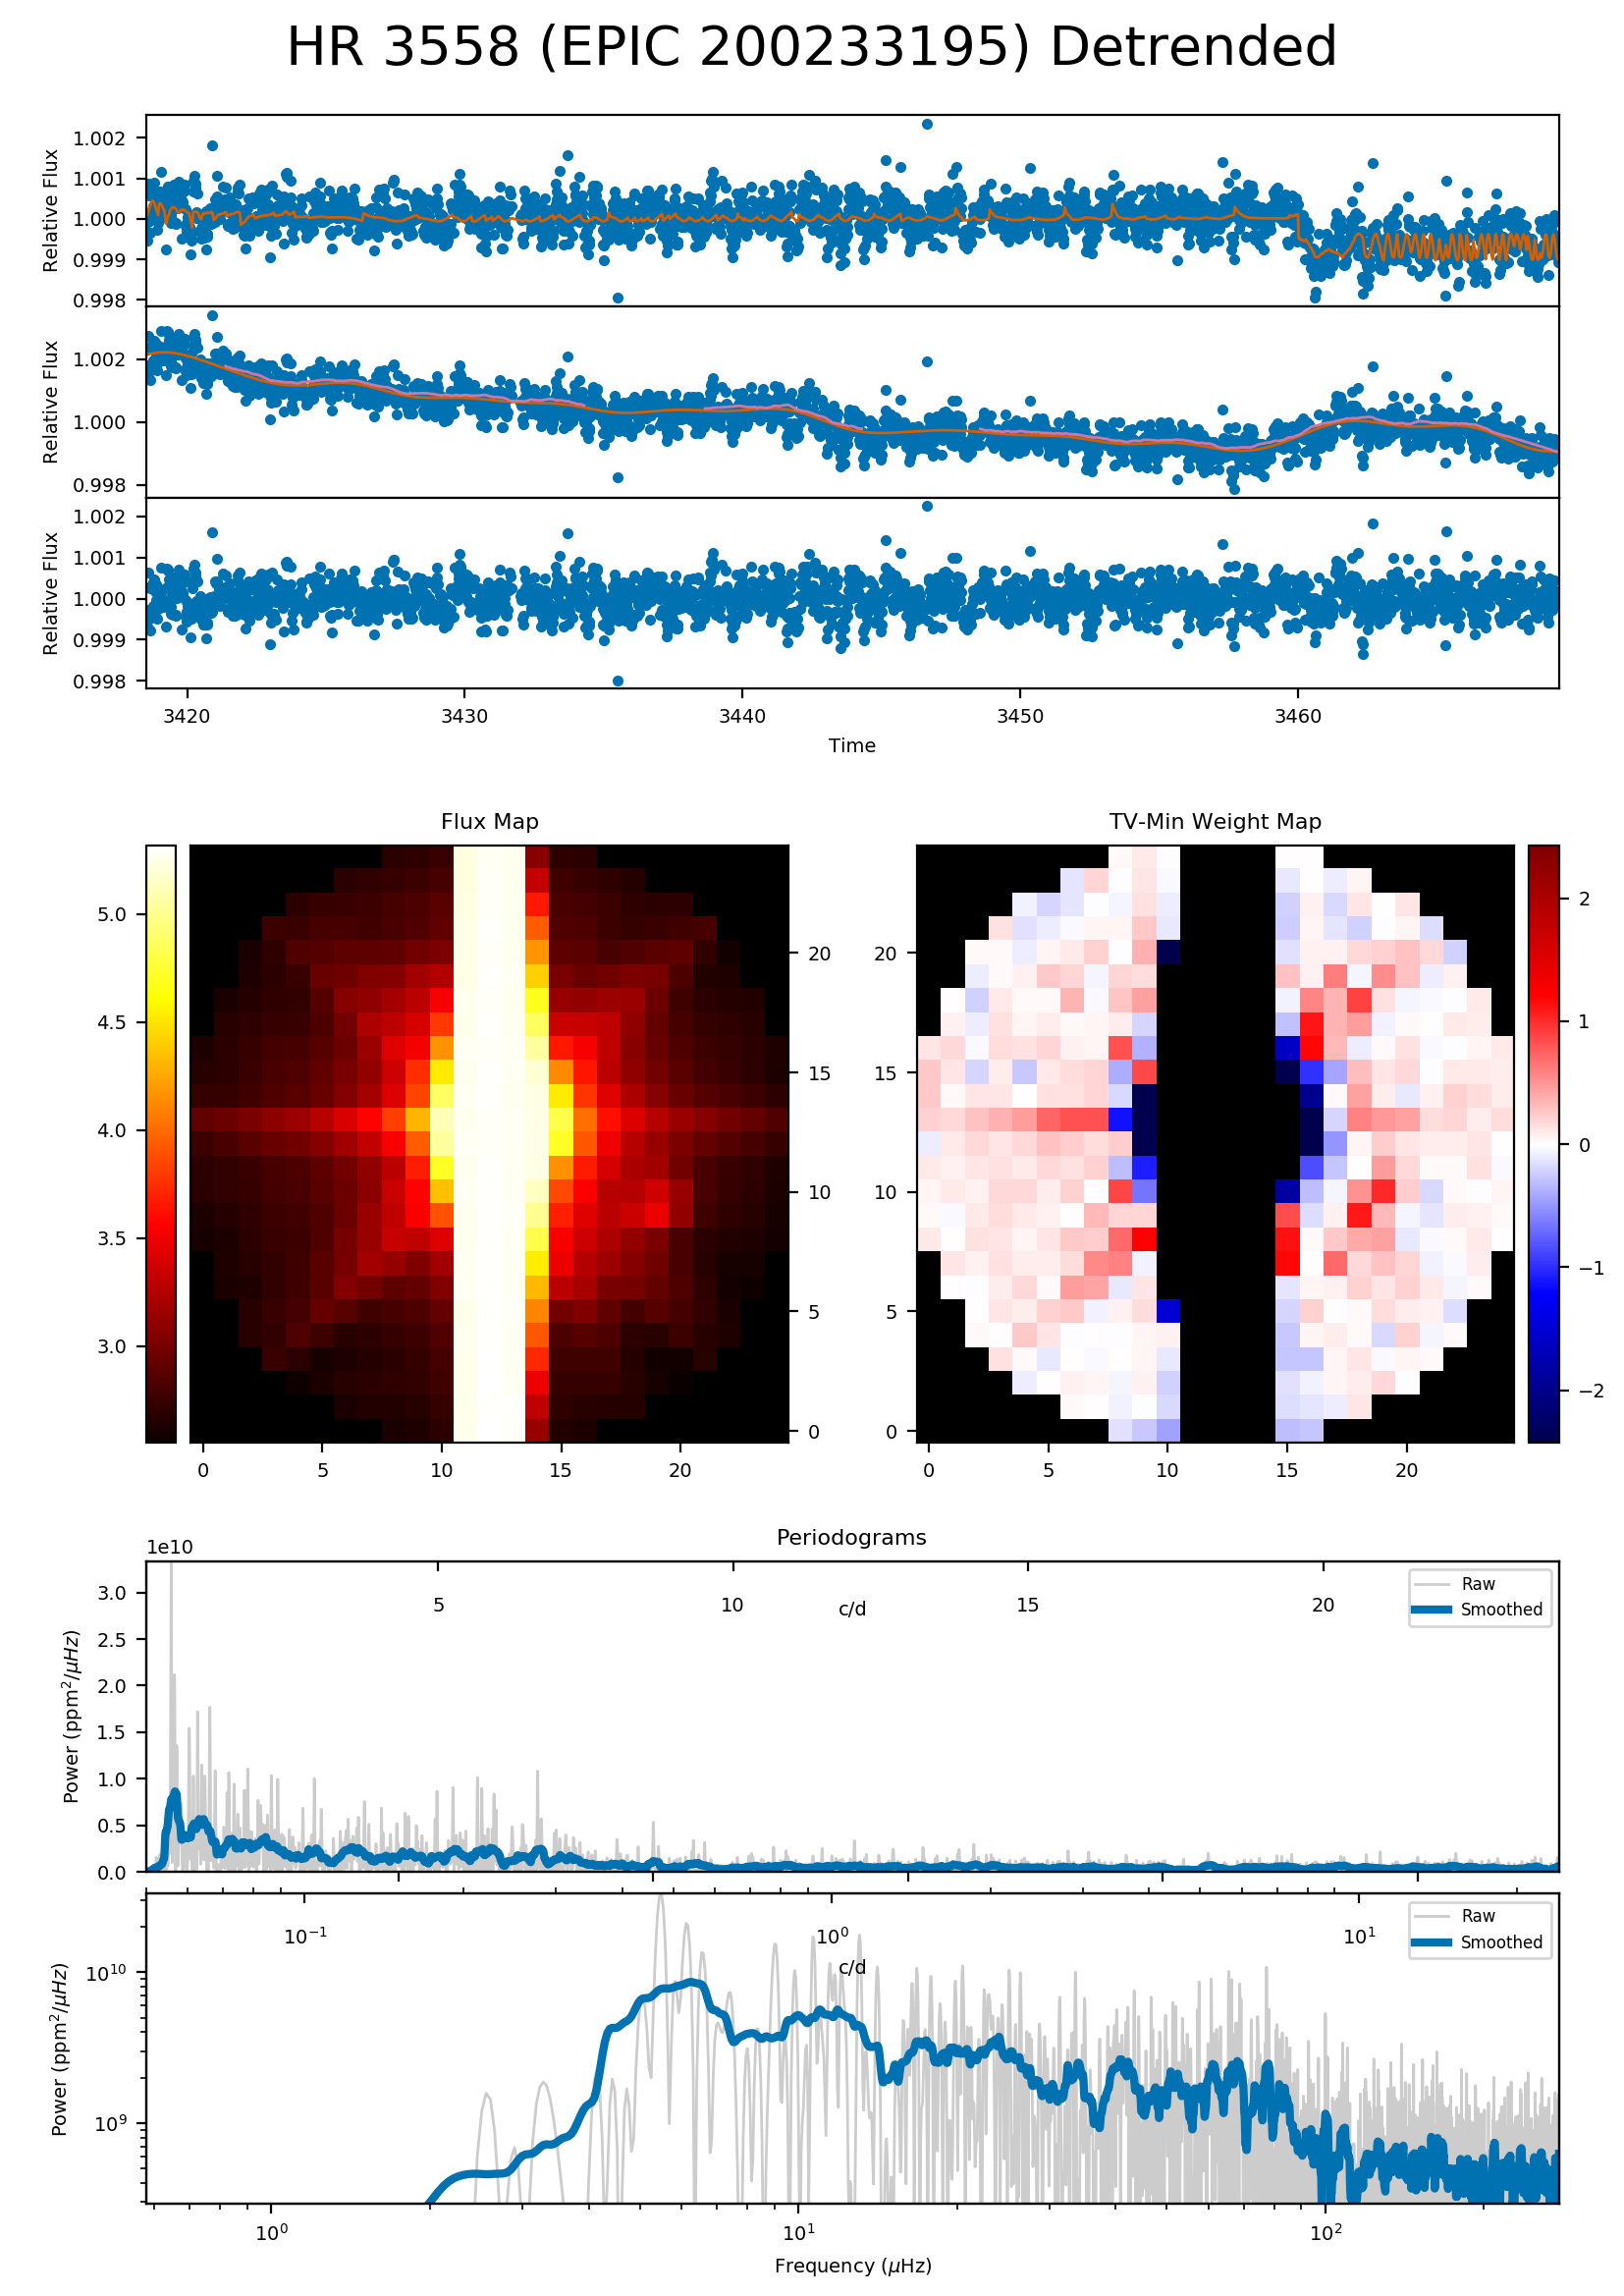 HR 3558 (EPIC 200233195) Detrended
1.002
1.001
1.000
0.999
0.998
Relative Flux
1.002
1.000
0.998
Relative Flux
1.002
1.001
1.000
0.999
0.998
Relative Flux
3420 3430 3440 3450 3460
Time
Flux Map
5.0
4.5
4.0
3.5
3.0
20
15
10
5
0
0 5 10 15 20
TV-Min Weight Map
20
15
10
5
0
0 5 10 15 20
2
1
0
−1
−2
Periodograms
1e10
3.0
2.5
2.0
1.5
1.0
0.5
0.0
Power (ppm²/μHz)
5 10 15 20
c/d
Raw
Smoothed
10⁻¹ 10⁰ 10¹
c/d
Raw
Smoothed
10¹⁰
10⁹
Power (ppm²/μHz)
10⁰ 10¹ 10²
Frequency (μHz)